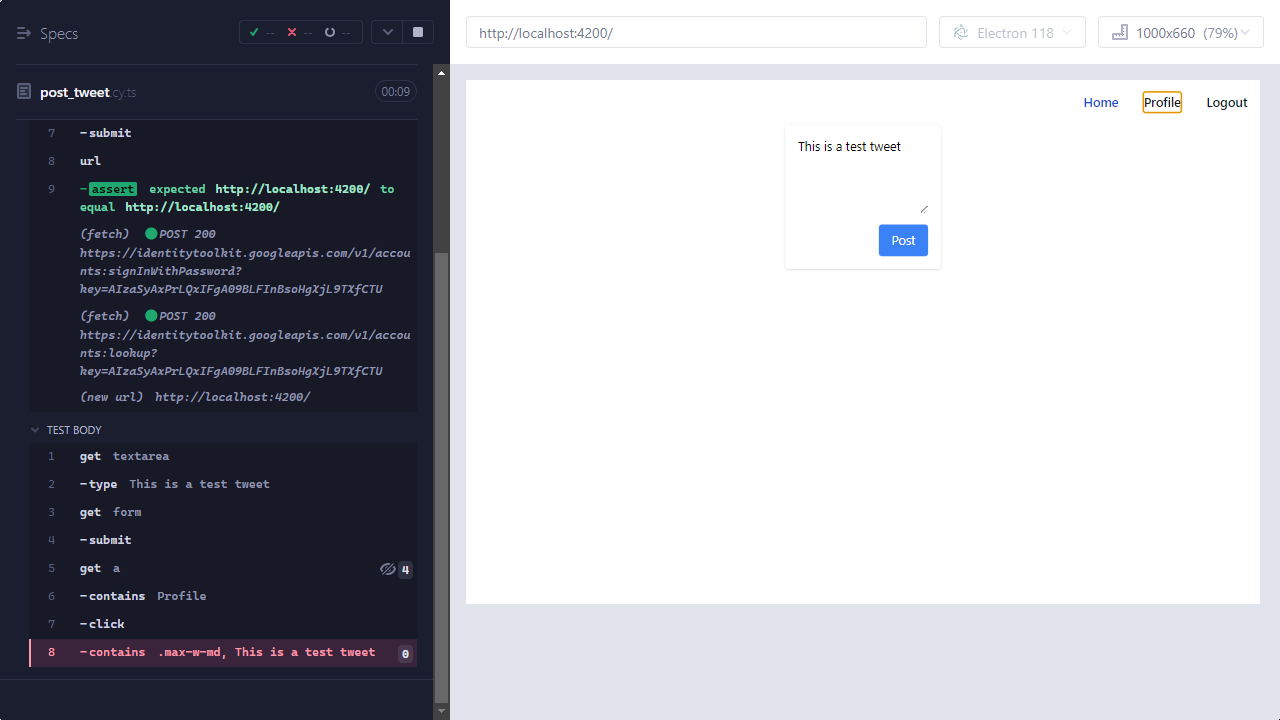 Specs
-- -- --
post_tweet.cy.ts
00:09
7 -submit
8 url
9 -assert expected http://localhost:4200/ to
equal http://localhost:4200/
(fetch) POST 200
https://identitytoolkit.googleapis.com/v1/accou
nts:signInWithPassword?
key=AIzaSyAxPrLQxIFgA09BLFInBsoHgXjL9TXfCTU
(fetch) POST 200
https://identitytoolkit.googleapis.com/v1/accou
nts:lookup?
key=AIzaSyAxPrLQxIFgA09BLFInBsoHgXjL9TXfCTU
(new url) http://localhost:4200/
TEST BODY
1 get textarea
2 -type This is a test tweet
3 get form
4 -submit
5 get a 4
6 -contains Profile
7 -click
8 -contains .max-w-md, This is a test tweet 0
http://localhost:4200/
Electron 118
1000x660 (79%)
Home Profile Logout
This is a test tweet
Post